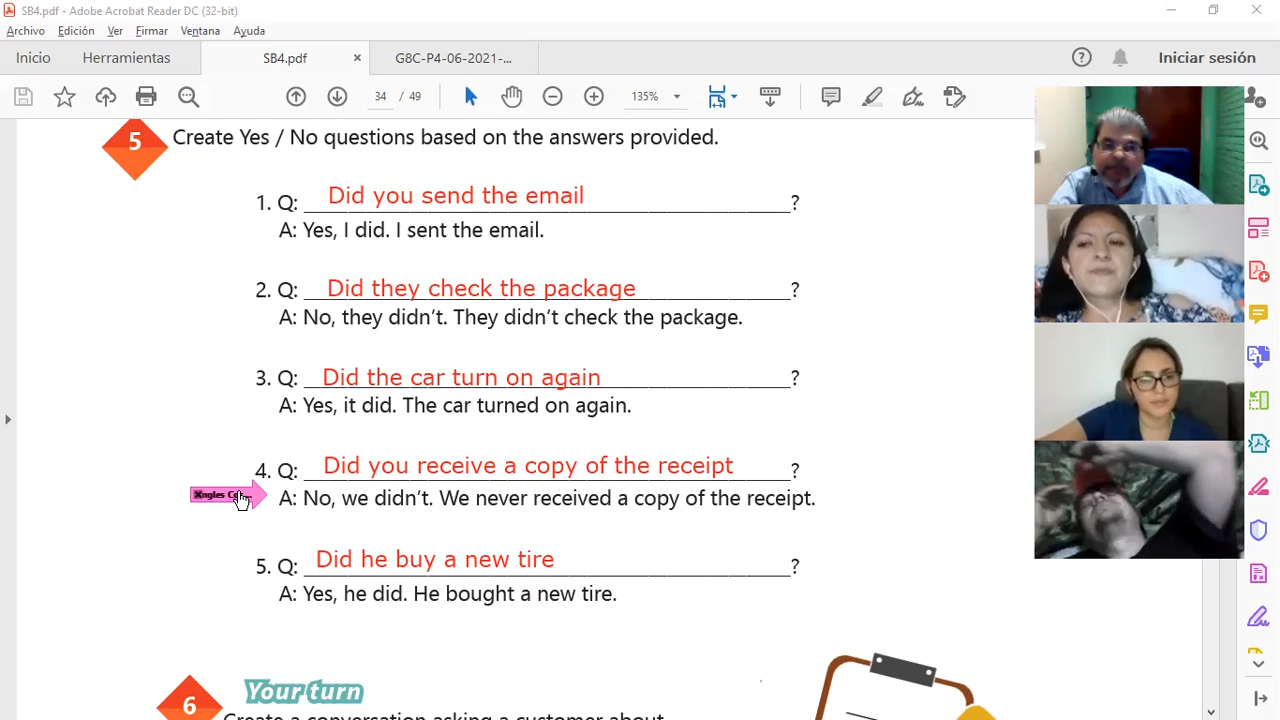 SB4.pdf - Adobe Acrobat Reader DC (32-bit)
Archivo Edición Ver Firmar Ventana Ayuda
Inicio Herramientas SB4.pdf × G8C-P4-06-2021-... Iniciar sesión
34 / 49 135%
5 Create Yes / No questions based on the answers provided.
1. Q: Did you send the email ?
A: Yes, I did. I sent the email.
2. Q: Did they check the package ?
A: No, they didn't. They didn't check the package.
3. Q: Did the car turn on again ?
A: Yes, it did. The car turned on again.
4. Q: Did you receive a copy of the receipt ?
A: No, we didn't. We never received a copy of the receipt.
5. Q: Did he buy a new tire ?
A: Yes, he did. He bought a new tire.
6 Your turn
Create a conversation asking a customer about